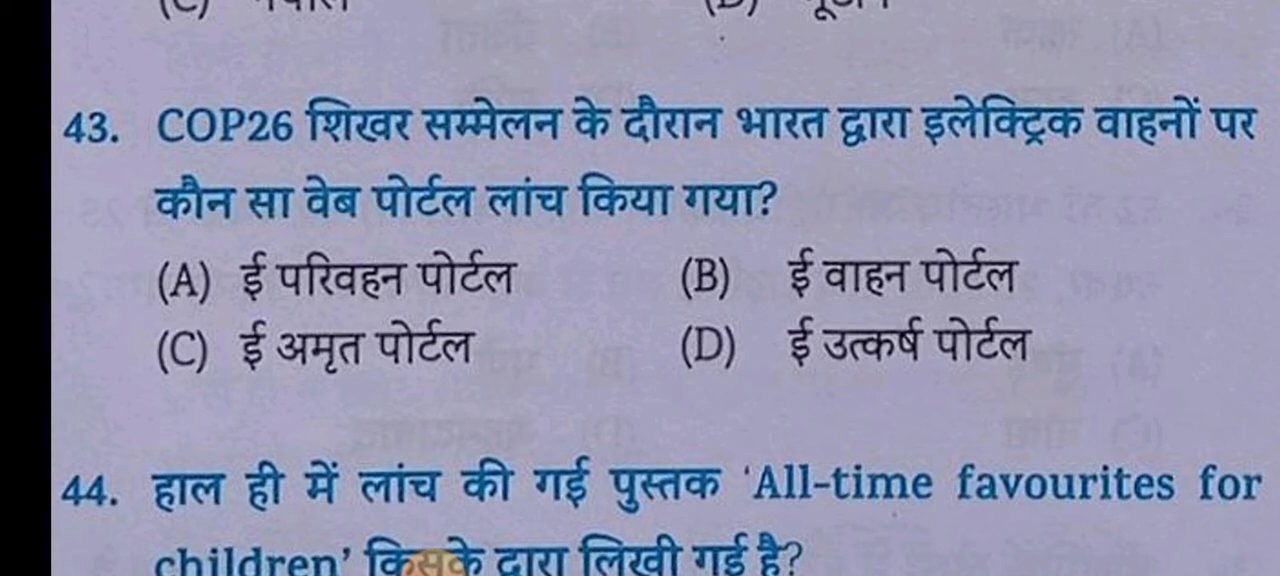 43. COP26 शिखर सम्मेलन के दौरान भारत द्वारा इलेक्ट्रिक वाहनों पर
कौन सा वेब पोर्टल लांच किया गया?
(A) ई परिवहन पोर्टल (B) ई वाहन पोर्टल
(C) ई अमृत पोर्टल (D) ई उत्कर्ष पोर्टल
44. हाल ही में लांच की गई पुस्तक 'All-time favourites for
children' किसके द्वारा लिखी गई है?